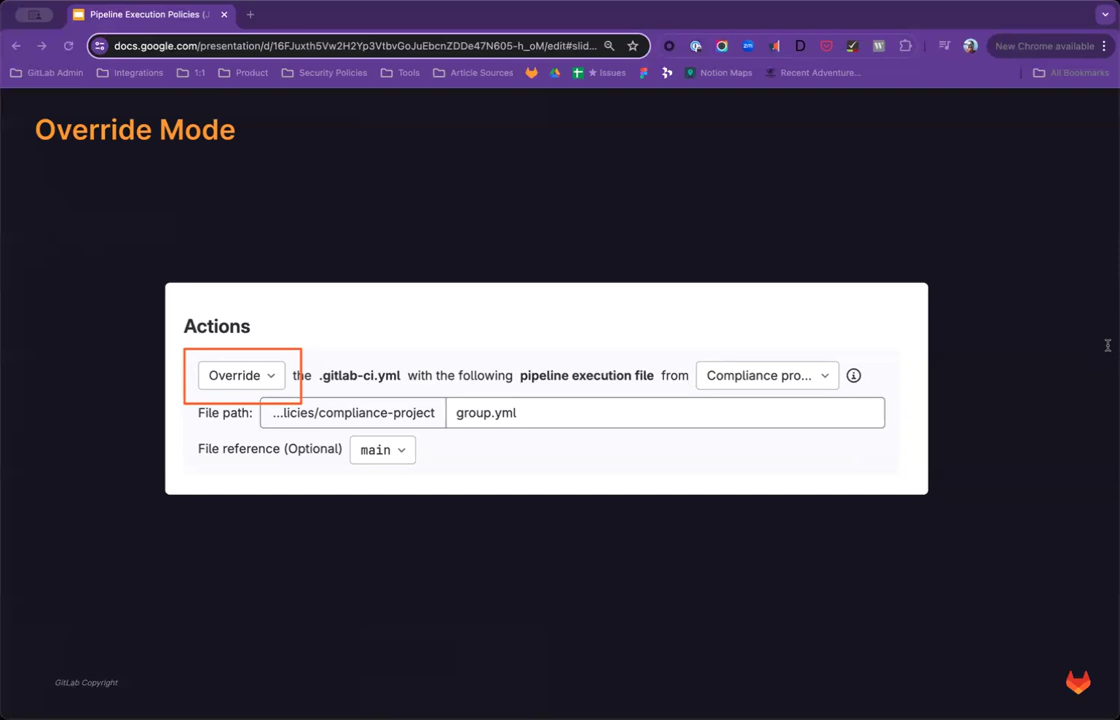 Pipeline Execution Policies (
docs.google.com/presentation/d/16FJuxth5Vw2H2Yp3VtbvGoJuEbcnZDDe47N605-h_oM/edit#slid...
New Chrome available
GitLab Admin Integrations 1:1 Product Security Policies Tools Article Sources ★ Issues Notion Maps Recent Adventure... All Bookmarks
Override Mode
Actions
Override the .gitlab-ci.yml with the following pipeline execution file from Compliance pro...
File path: ...licies/compliance-project group.yml
File reference (Optional) main
GitLab Copyright